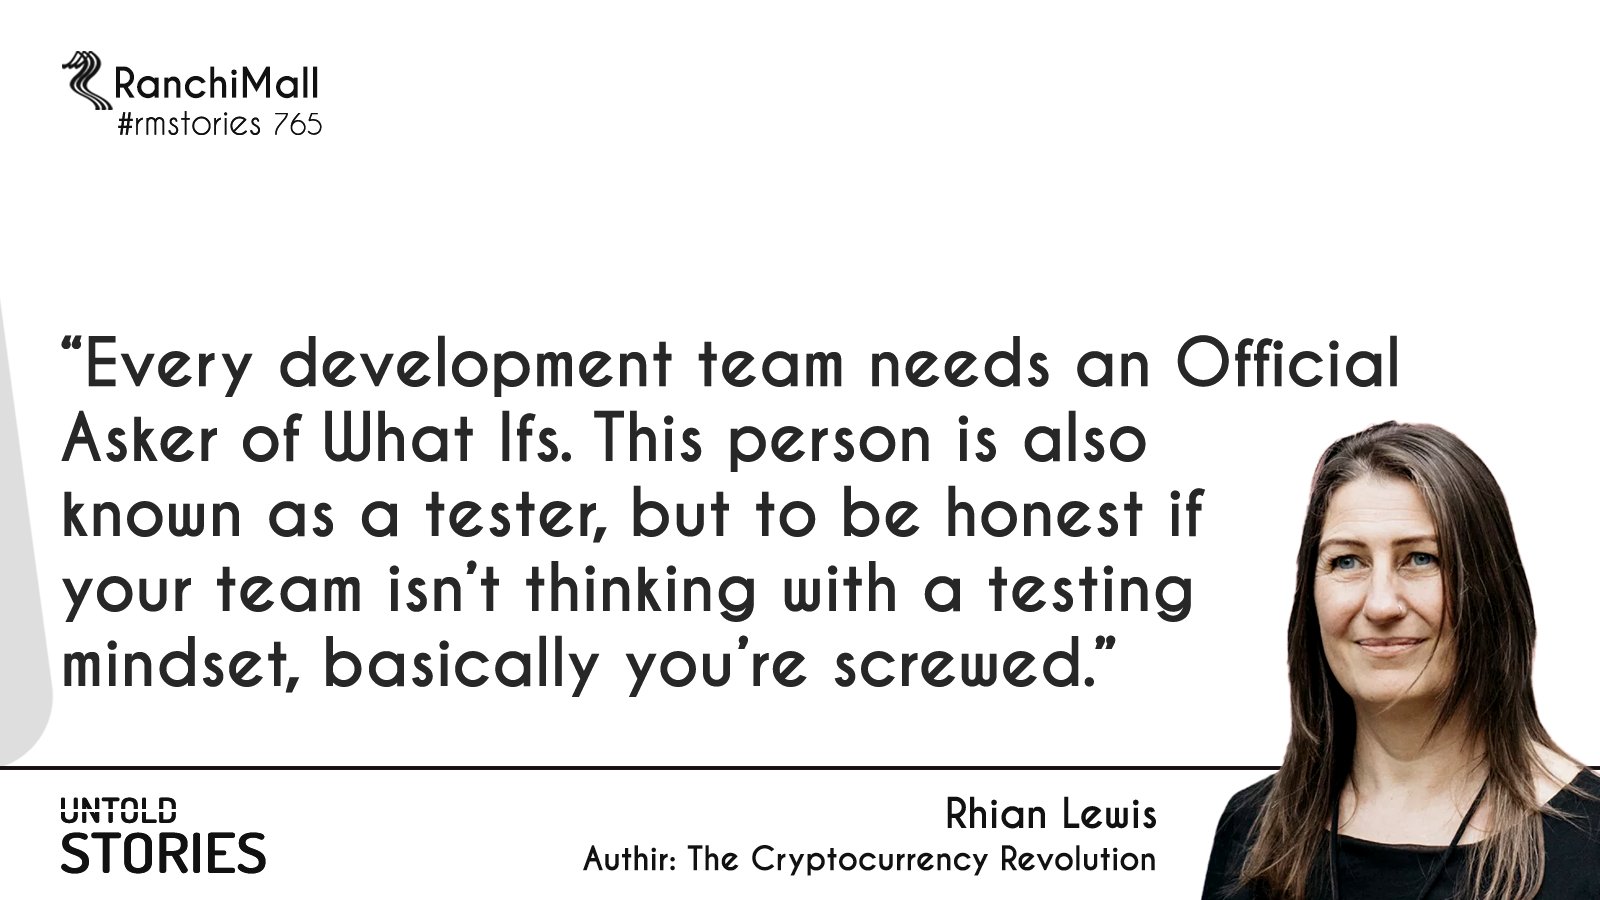 RanchiMall
#rmstories 765
“Every development team needs an Official
Asker of What Ifs. This person is also
known as a tester, but to be honest if
your team isn’t thinking with a testing
mindset, basically you’re screwed.”
UNTOLD
STORIES
Rhian Lewis
Authir: The Cryptocurrency Revolution